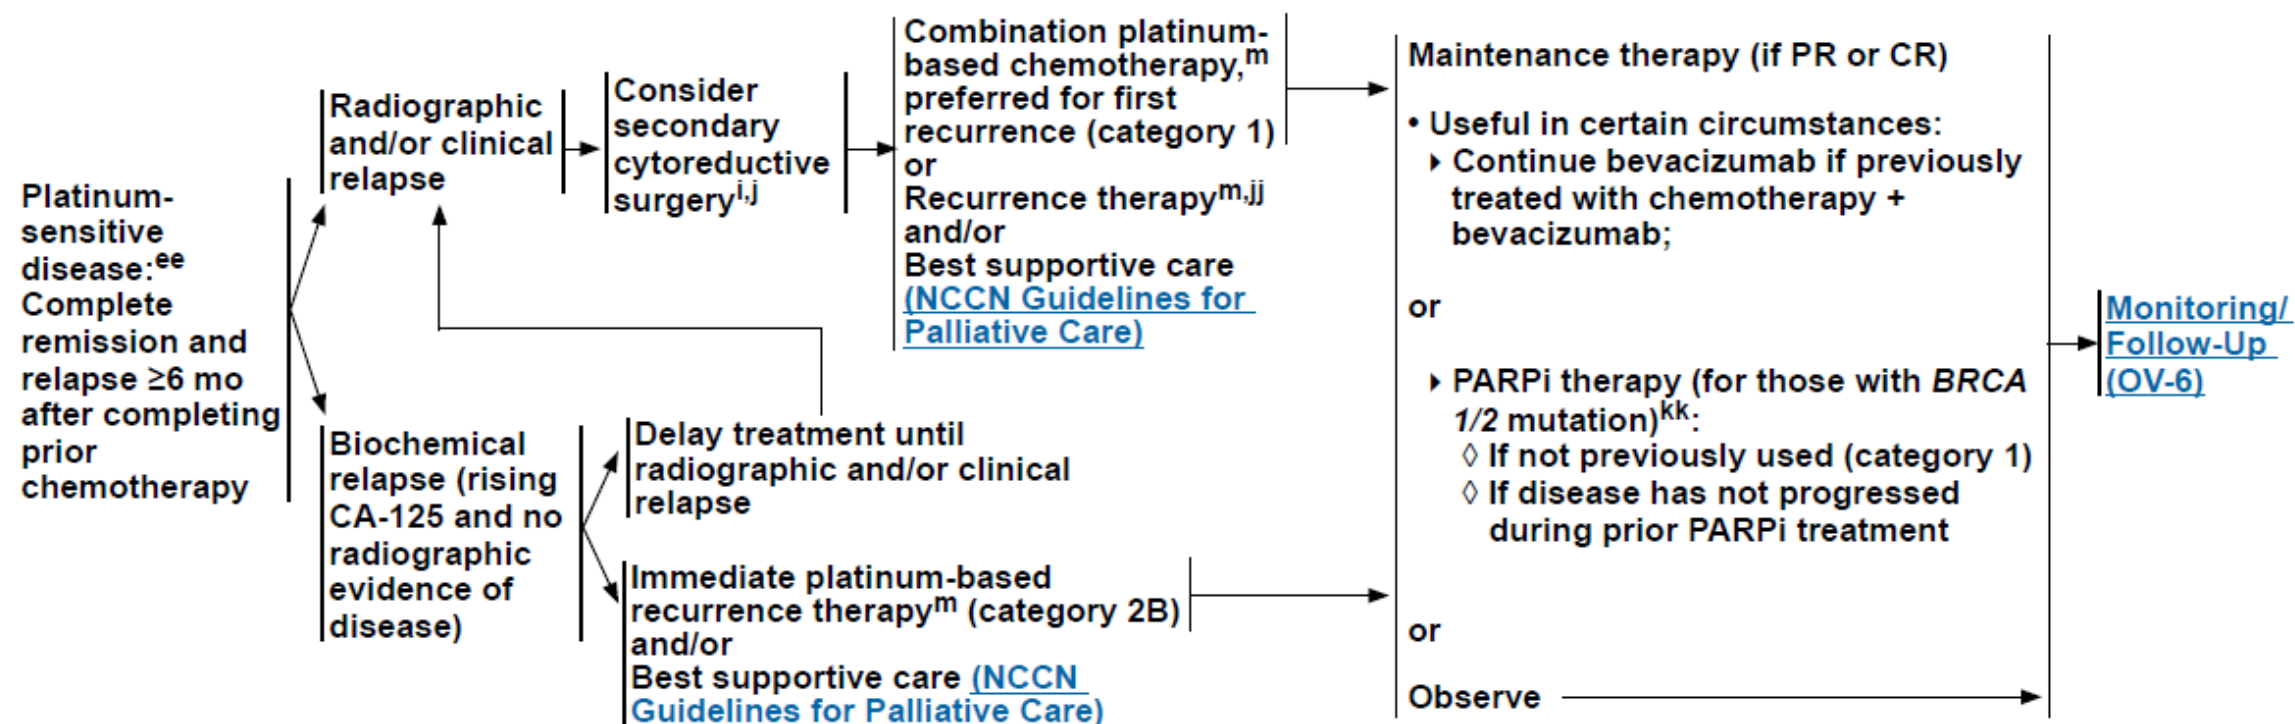 Platinum-
sensitive
disease:ee
Complete
remission and
relapse ≥6 mo
after completing
prior
chemotherapy
Radiographic
and/or clinical
relapse
Consider
secondary
cytoreductive
surgeryi,j
Combination platinum-
based chemotherapy,m
preferred for first
recurrence (category 1)
or
Recurrence therapym,jj
and/or
Best supportive care
(NCCN Guidelines for
Palliative Care)
Biochemical
relapse (rising
CA-125 and no
radiographic
evidence of
disease)
Delay treatment until
radiographic and/or clinical
relapse
Immediate platinum-based
recurrence therapym (category 2B)
and/or
Best supportive care (NCCN
Guidelines for Palliative Care)
Maintenance therapy (if PR or CR)
• Useful in certain circumstances:
▸ Continue bevacizumab if previously
treated with chemotherapy +
bevacizumab;
or
▸ PARPi therapy (for those with BRCA
1/2 mutation)kk:
◊ If not previously used (category 1)
◊ If disease has not progressed
during prior PARPi treatment
or
Observe
Monitoring/
Follow-Up
(OV-6)